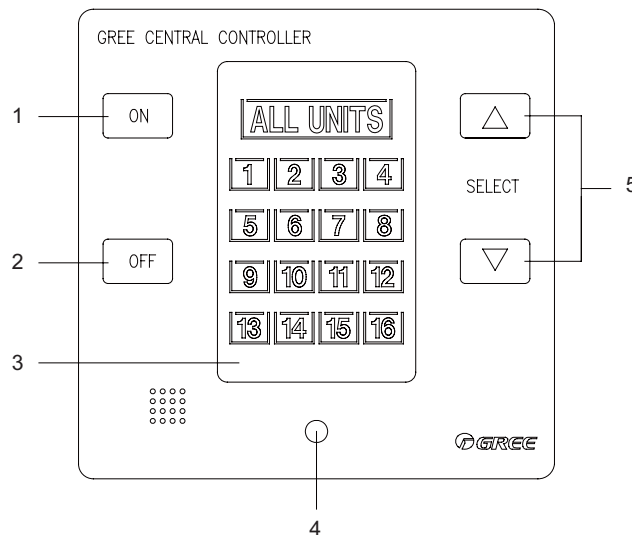 GREE CENTRAL CONTROLLER
1 ON ALL UNITS
1 2 3 4
SELECT 5
5 6 7 8
2 OFF
9 10 11 12
13 14 15 16
3
GREE
4